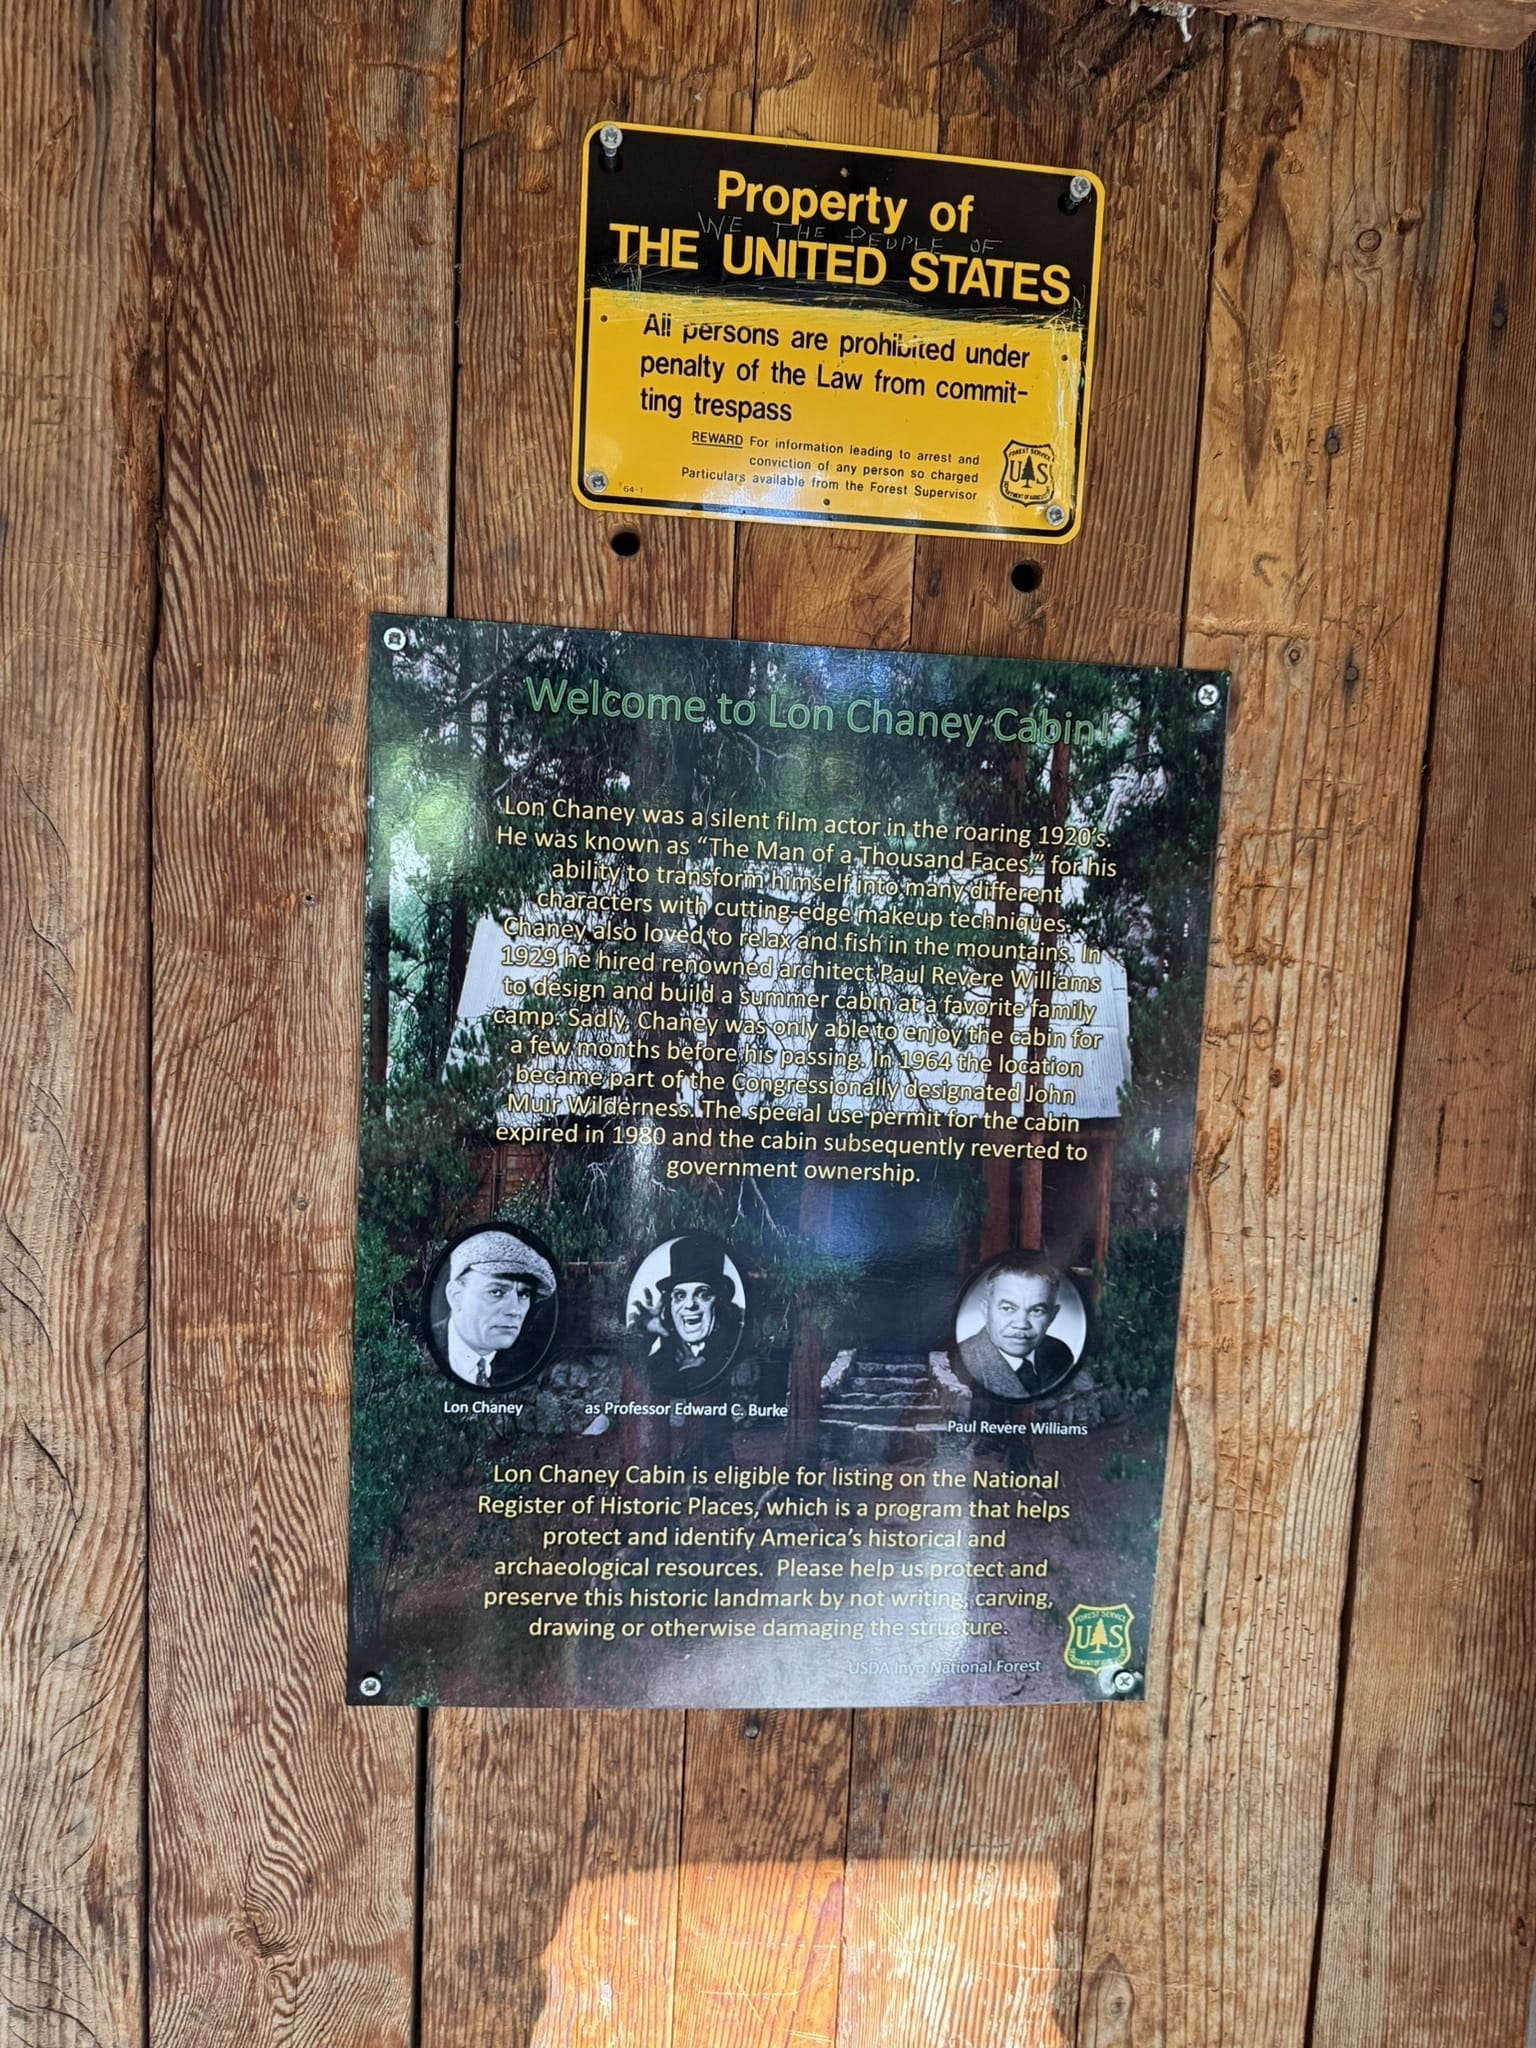 Property of
WE THE PEOPLE OF
THE UNITED STATES
All persons are prohibited under
penalty of the Law from commit-
ting trespass
REWARD For information leading to arrest and
conviction of any person so charged
Particulars available from the Forest Supervisor
64-1
FOREST SERVICE
U S
DEPARTMENT OF AGRICULTURE
Welcome to Lon Chaney Cabin!
Lon Chaney was a silent film actor in the roaring 1920's.
He was known as "The Man of a Thousand Faces," for his
ability to transform himself into many different
characters with cutting-edge makeup techniques.
Chaney also loved to relax and fish in the mountains. In
1929 he hired renowned architect Paul Revere Williams
to design and build a summer cabin at a favorite family
camp. Sadly, Chaney was only able to enjoy the cabin for
a few months before his passing. In 1964 the location
became part of the Congressionally designated John
Muir Wilderness. The special use permit for the cabin
expired in 1980 and the cabin subsequently reverted to
government ownership.
Lon Chaney
as Professor Edward C. Burke
Paul Revere Williams
Lon Chaney Cabin is eligible for listing on the National
Register of Historic Places, which is a program that helps
protect and identify America's historical and
archaeological resources. Please help us protect and
preserve this historic landmark by not writing, carving,
drawing or otherwise damaging the structure.
USDA Inyo National Forest
FOREST SERVICE
U S
DEPARTMENT OF AGRICULTURE